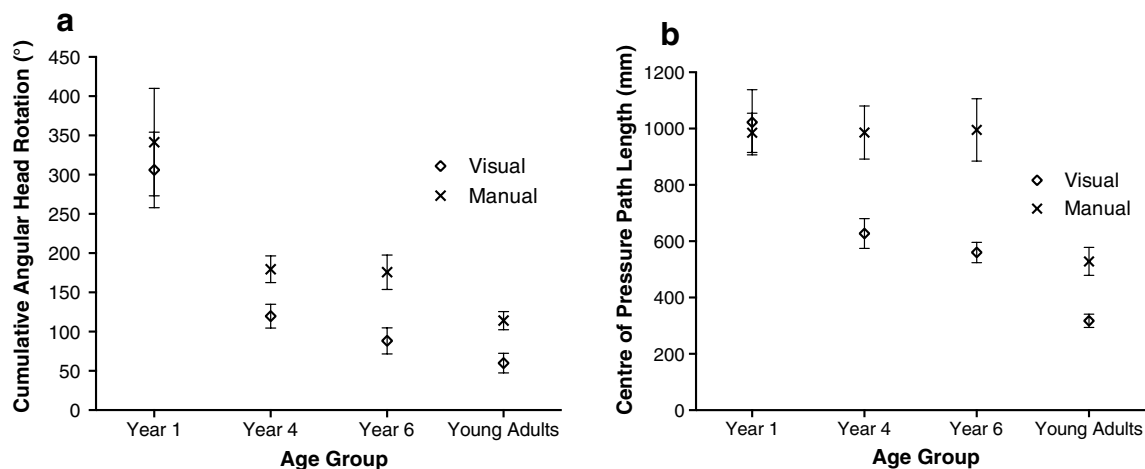 a
Cumulative Angular Head Rotation (°)
450
400
350
300
250
200
150
100
50
0
Visual
Manual
Year 1 Year 4 Year 6 Young Adults
Age Group
b
Centre of Pressure Path Length (mm)
1200
1000
800
600
400
200
0
Visual
Manual
Year 1 Year 4 Year 6 Young Adults
Age Group